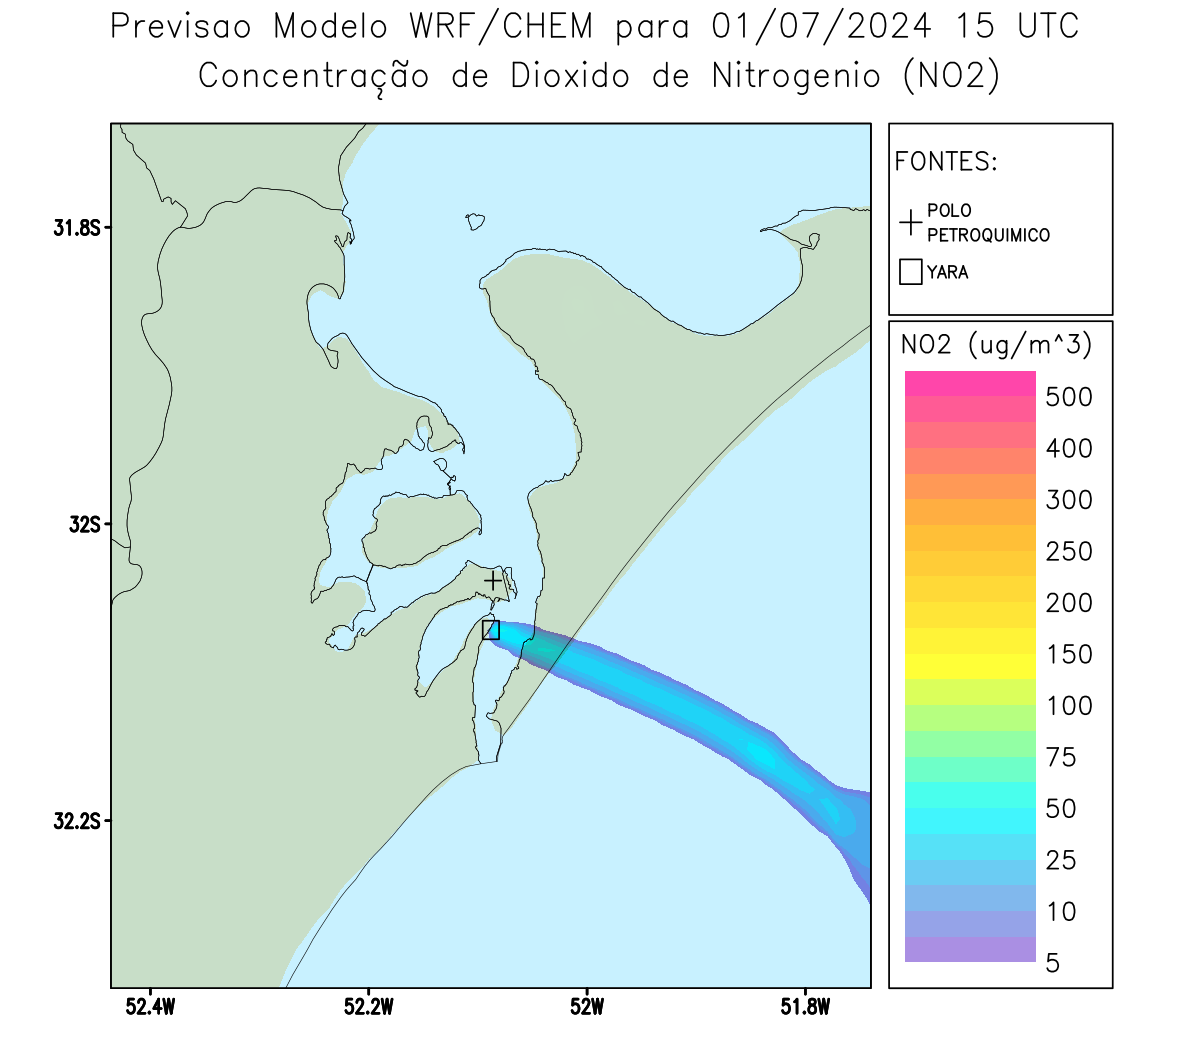 Previsao Modelo WRF/CHEM para 01/07/2024 15 UTC
Concentração de Dioxido de Nitrogenio (NO2)
FONTES:
POLO
PETROQUIMICO
YARA
NO2 (ug/m^3)
500
400
300
250
200
150
100
75
50
25
10
5
31.8S
32S
32.2S
52.4W
52.2W
52W
51.8W